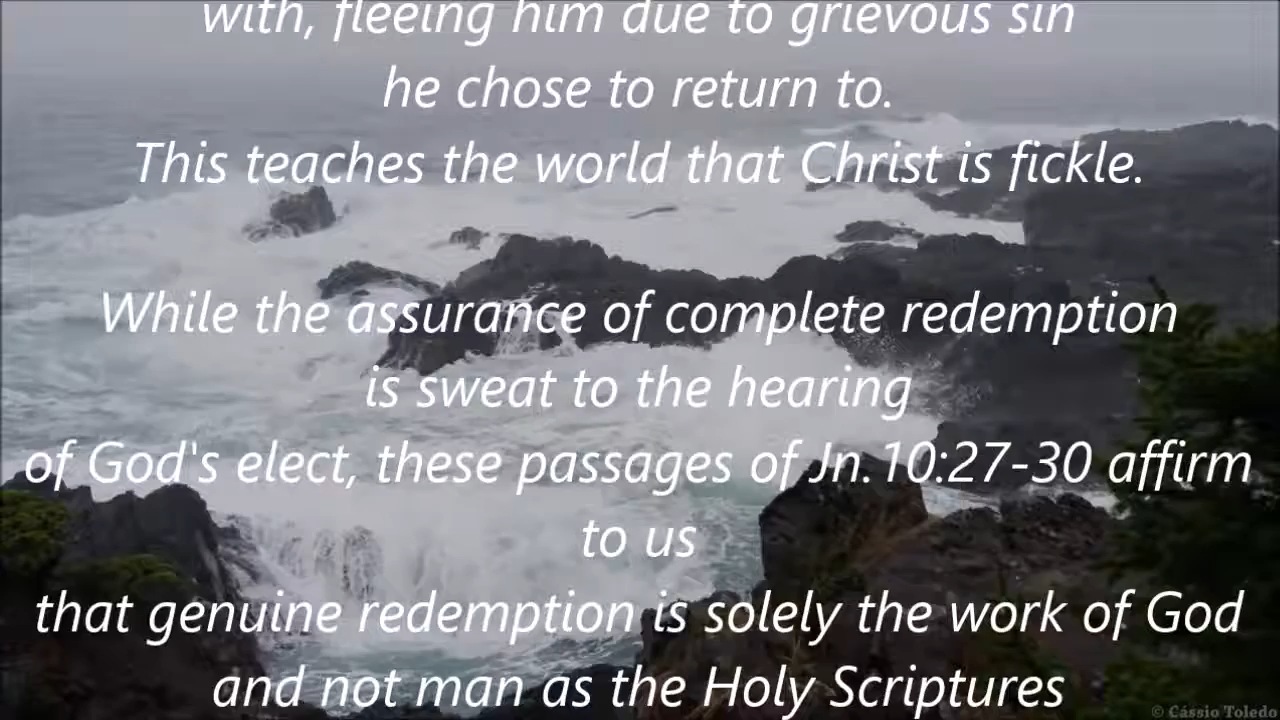 with, fleeing him due to grievous sin
he chose to return to.
This teaches the world that Christ is fickle.
While the assurance of complete redemption
is sweat to the hearing
of God's elect, these passages of Jn.10:27-30 affirm
to us
that genuine redemption is solely the work of God
and not man as the Holy Scriptures
© Cássio Toledo